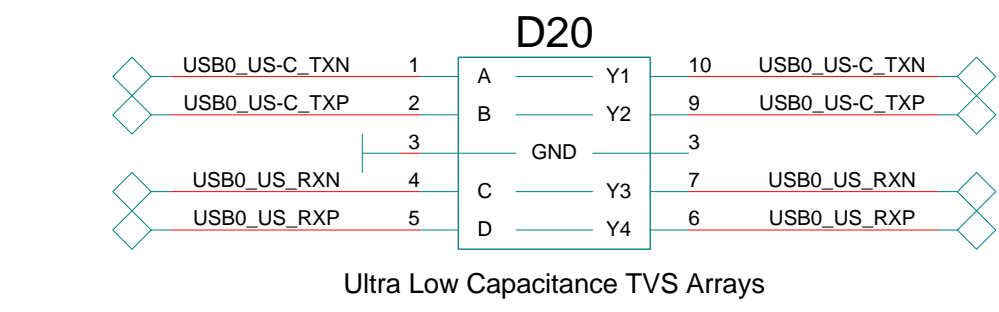 D20
USB0_US-C_TXN 1 A Y1 10 USB0_US-C_TXN
USB0_US-C_TXP 2 B Y2 9 USB0_US-C_TXP
3 GND 3
USB0_US_RXN 4 C Y3 7 USB0_US_RXN
USB0_US_RXP 5 D Y4 6 USB0_US_RXP
Ultra Low Capacitance TVS Arrays